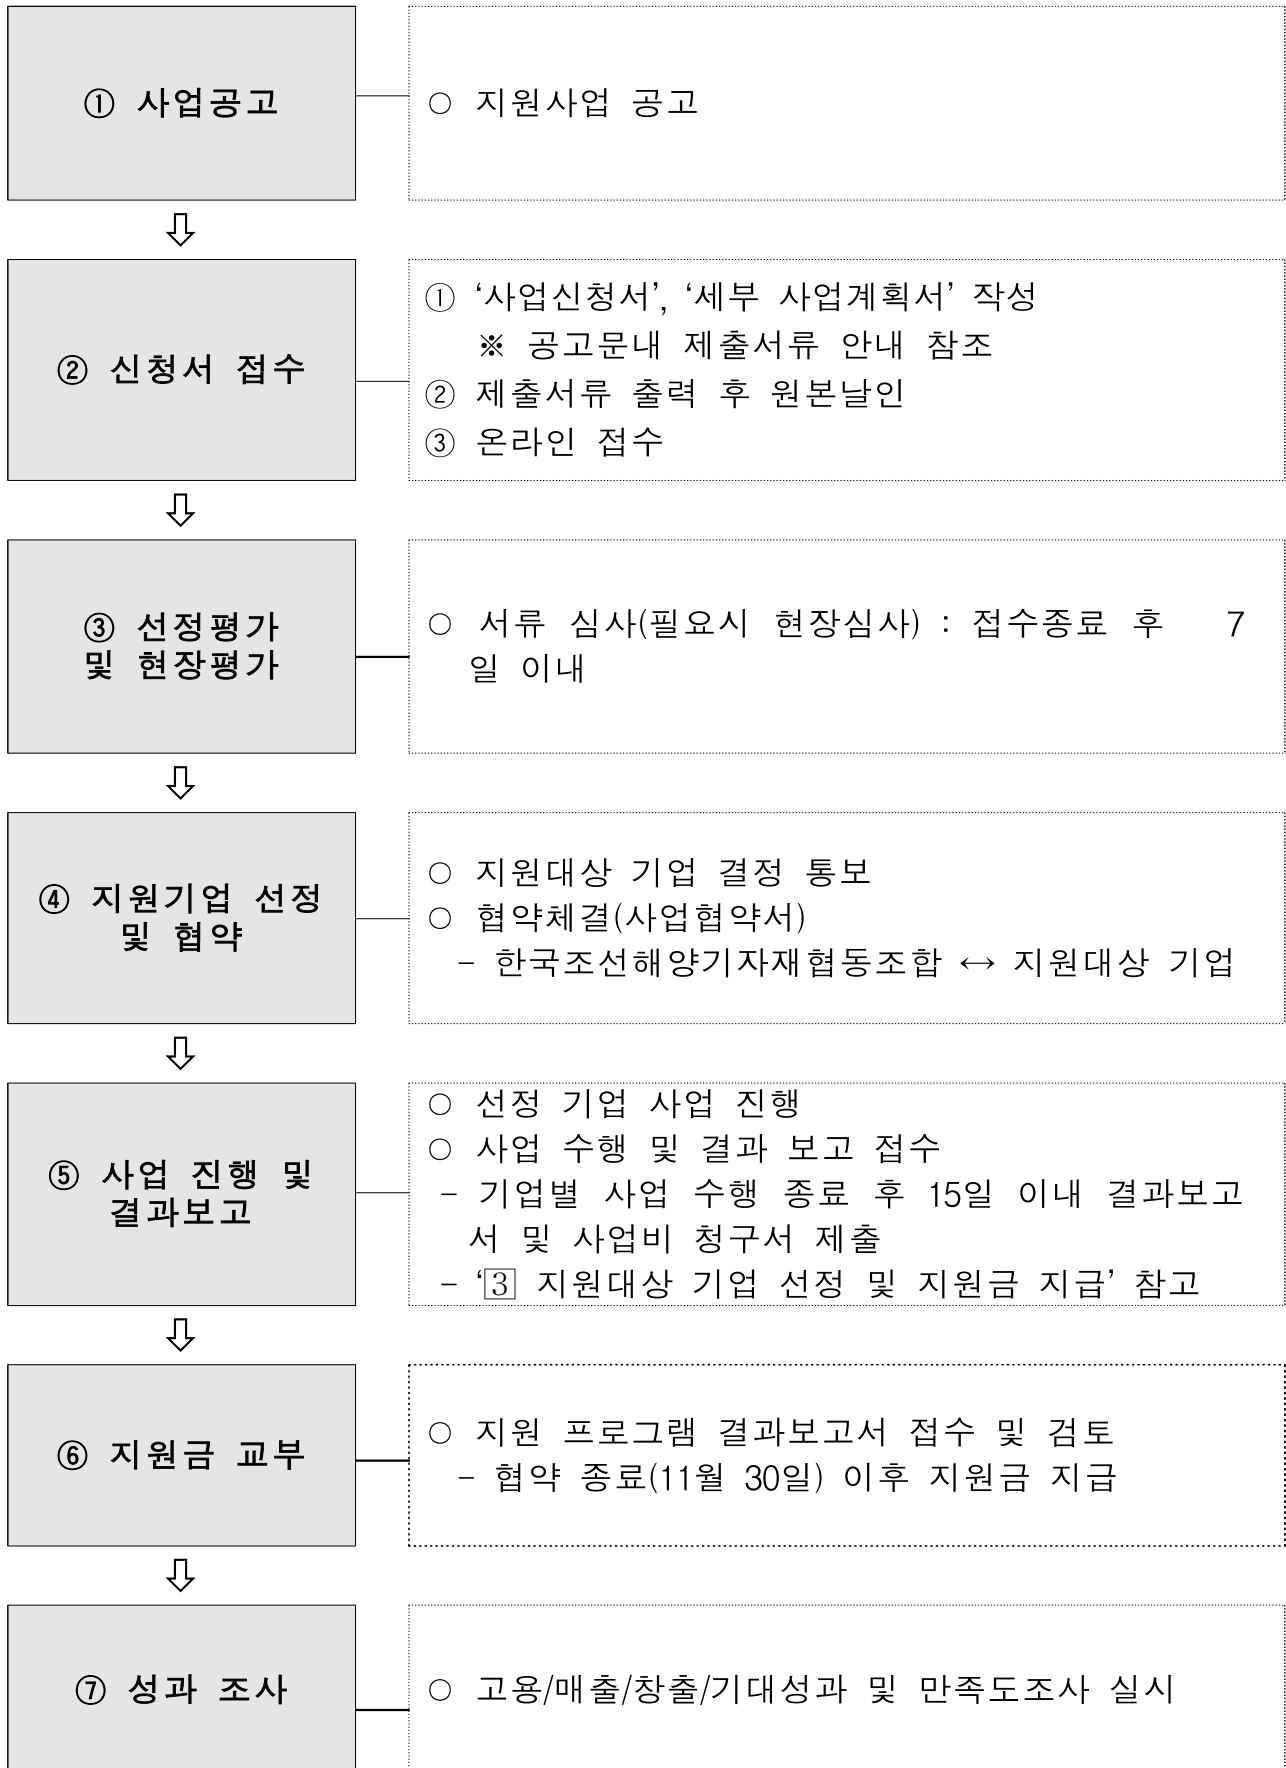 ① 사업공고
○ 지원사업 공고
② 신청서 접수
① ‘사업신청서’, ‘세부 사업계획서’ 작성
※ 공고문내 제출서류 안내 참조
② 제출서류 출력 후 원본날인
③ 온라인 접수
③ 선정평가
및 현장평가
○ 서류 심사(필요시 현장심사) : 접수종료 후 7
일 이내
④ 지원기업 선정
및 협약
○ 지원대상 기업 결정 통보
○ 협약체결(사업협약서)
- 한국조선해양기자재협동조합 ↔ 지원대상 기업
⑤ 사업 진행 및
결과보고
○ 선정 기업 사업 진행
○ 사업 수행 및 결과 보고 접수
- 기업별 사업 수행 종료 후 15일 이내 결과보고
서 및 사업비 청구서 제출
- ‘3 지원대상 기업 선정 및 지원금 지급’ 참고
⑥ 지원금 교부
○ 지원 프로그램 결과보고서 접수 및 검토
- 협약 종료(11월 30일) 이후 지원금 지급
⑦ 성과 조사
○ 고용/매출/창출/기대성과 및 만족도조사 실시